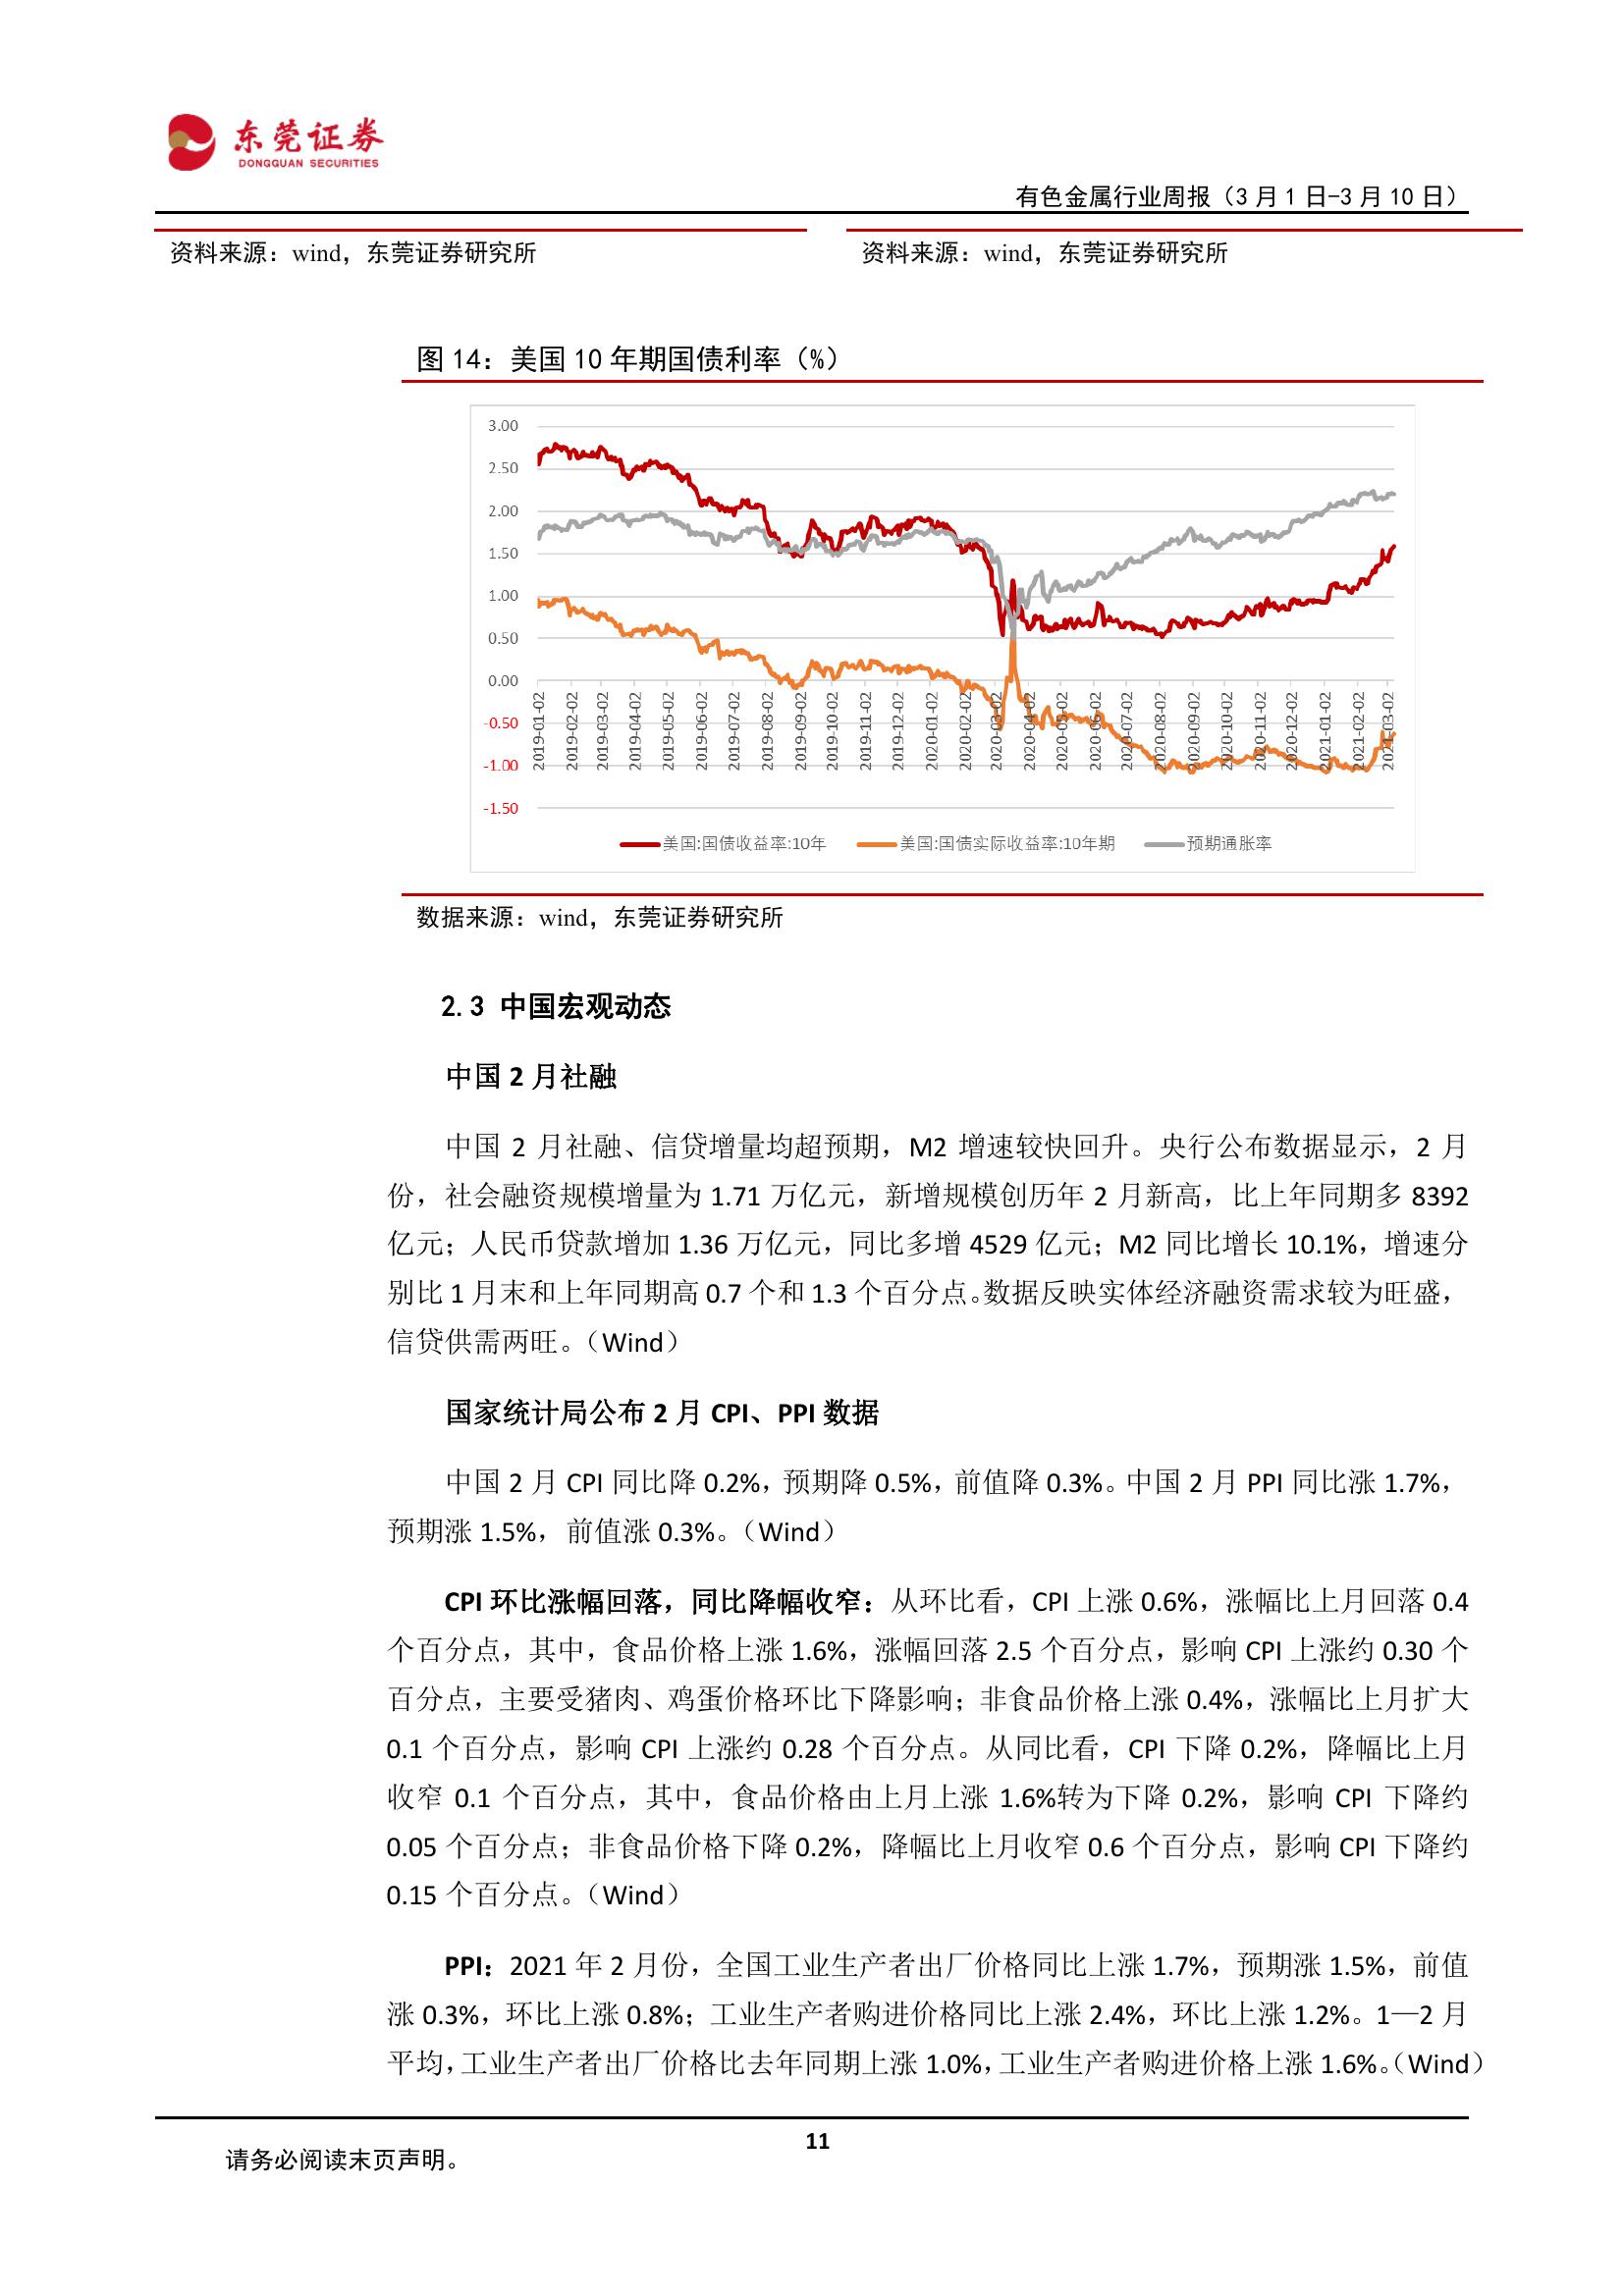 东莞证券
DONGGUAN SECURITIES
有色金属行业周报（3月1日-3月10日）
资料来源：wind，东莞证券研究所
资料来源：wind，东莞证券研究所
图 14：美国 10 年期国债利率（%）
3.00
2.50
2.00
1.50
1.00
0.50
0.00
-0.50
-1.00
-1.50
2019-01-02
2019-02-02
2019-03-02
2019-04-02
2019-05-02
2019-06-02
2019-07-02
2019-08-02
2019-09-02
2019-10-02
2019-11-02
2019-12-02
2020-01-02
2020-02-02
2020-03-02
2020-04-02
2020-05-02
2020-06-02
2020-07-02
2020-08-02
2020-09-02
2020-10-02
2020-11-02
2020-12-02
2021-01-02
2021-02-02
2021-03-02
美国:国债收益率:10年
美国:国债实际收益率:10年期
预期通胀率
数据来源：wind，东莞证券研究所
2.3 中国宏观动态
中国 2 月社融
中国 2 月社融、信贷增量均超预期，M2 增速较快回升。央行公布数据显示，2 月
份，社会融资规模增量为 1.71 万亿元，新增规模创历年 2 月新高，比上年同期多 8392
亿元；人民币贷款增加 1.36 万亿元，同比多增 4529 亿元；M2 同比增长 10.1%，增速分
别比 1 月末和上年同期高 0.7 个和 1.3 个百分点。数据反映实体经济融资需求较为旺盛，
信贷供需两旺。（Wind）
国家统计局公布 2 月 CPI、PPI 数据
中国 2 月 CPI 同比降 0.2%，预期降 0.5%，前值降 0.3%。中国 2 月 PPI 同比涨 1.7%，
预期涨 1.5%，前值涨 0.3%。（Wind）
CPI 环比涨幅回落，同比降幅收窄：从环比看，CPI 上涨 0.6%，涨幅比上月回落 0.4
个百分点，其中，食品价格上涨 1.6%，涨幅回落 2.5 个百分点，影响 CPI 上涨约 0.30 个
百分点，主要受猪肉、鸡蛋价格环比下降影响；非食品价格上涨 0.4%，涨幅比上月扩大
0.1 个百分点，影响 CPI 上涨约 0.28 个百分点。从同比看，CPI 下降 0.2%，降幅比上月
收窄 0.1 个百分点，其中，食品价格由上月上涨 1.6%转为下降 0.2%，影响 CPI 下降约
0.05 个百分点；非食品价格下降 0.2%，降幅比上月收窄 0.6 个百分点，影响 CPI 下降约
0.15 个百分点。（Wind）
PPI：2021 年 2 月份，全国工业生产者出厂价格同比上涨 1.7%，预期涨 1.5%，前值
涨 0.3%，环比上涨 0.8%；工业生产者购进价格同比上涨 2.4%，环比上涨 1.2%。1—2 月
平均，工业生产者出厂价格比去年同期上涨 1.0%，工业生产者购进价格上涨 1.6%。（Wind）
11
请务必阅读末页声明。